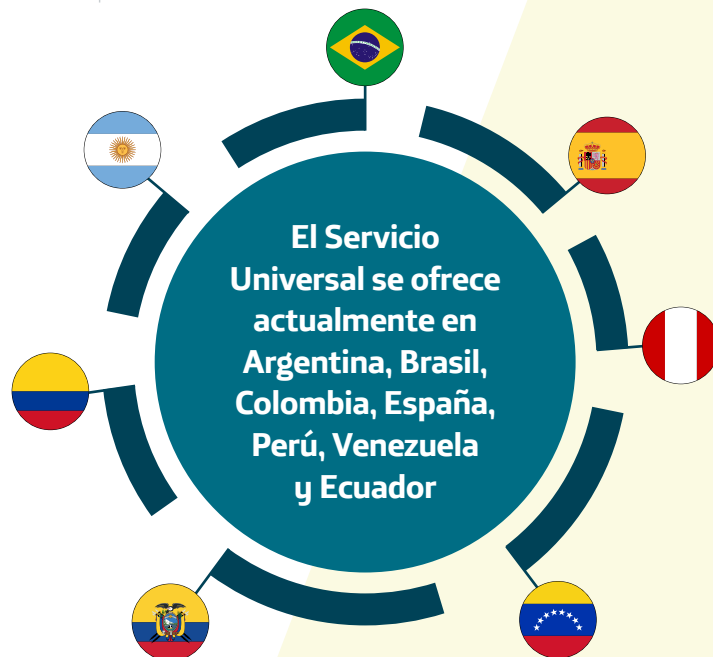 El Servicio
Universal se ofrece
actualmente en
Argentina, Brasil,
Colombia, España,
Perú, Venezuela
y Ecuador